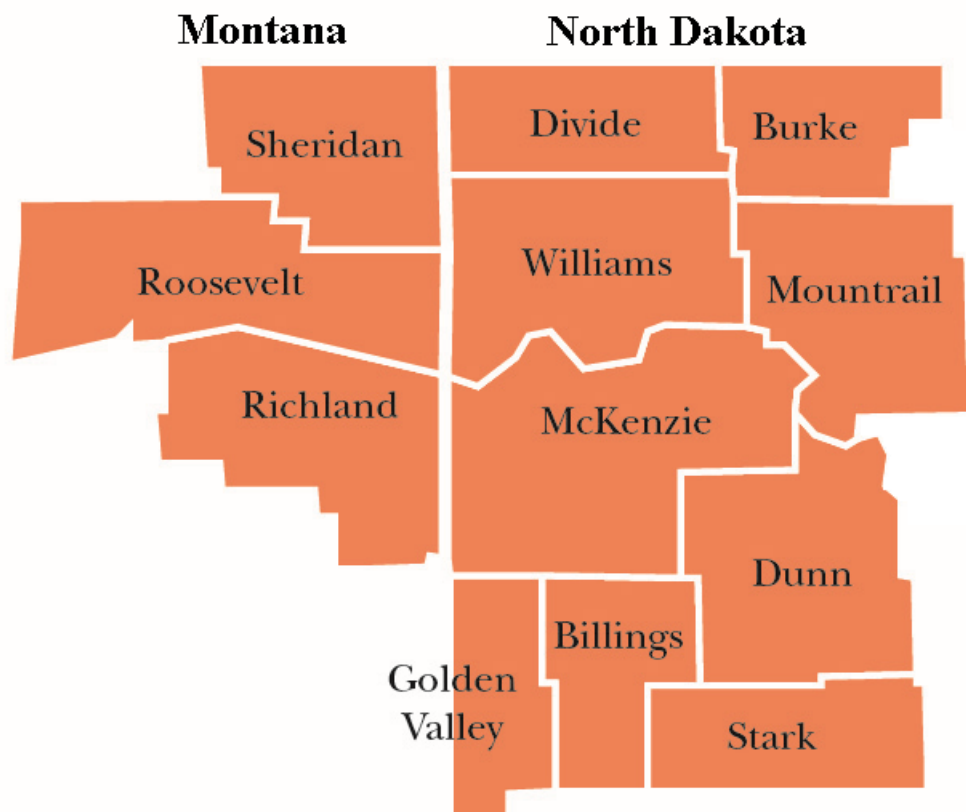 Montana
North Dakota
Sheridan
Divide
Burke
Roosevelt
Williams
Mountrail
Richland
McKenzie
Dunn
Billings
Golden
Valley
Stark